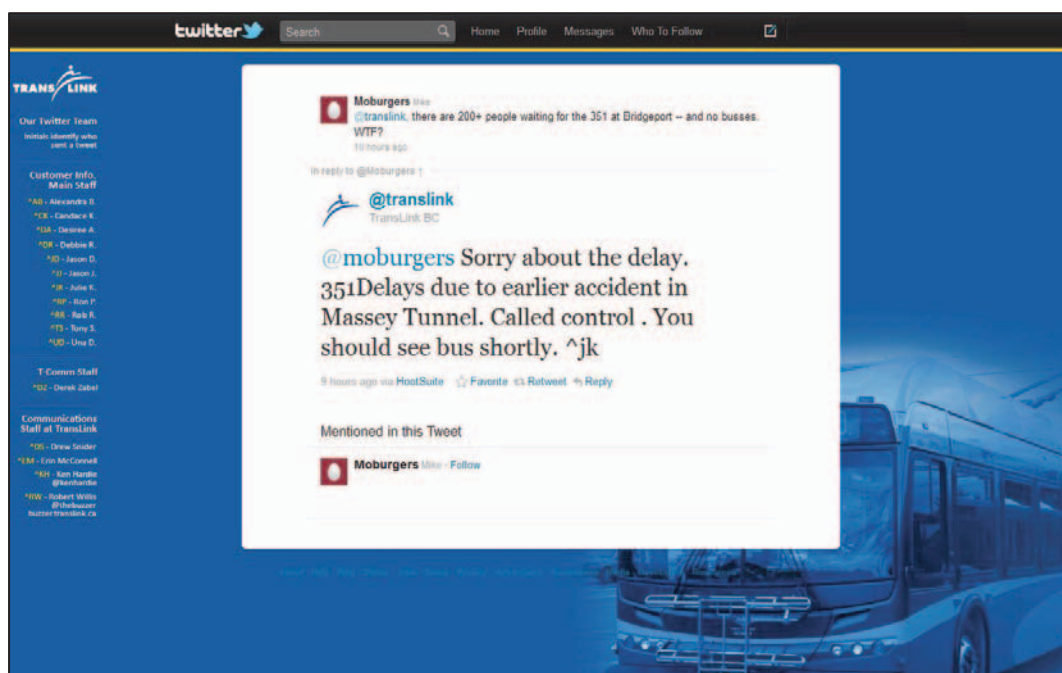 twitter
Search
Home Profile Messages Who To Follow
TRANSLINK
Our Twitter Team
Initials identify who
sent a tweet
Customer Info.
Main Staff
^AB - Alexandra B.
^CK - Candace K.
^DA - Desiree A.
^DR - Debbie R.
^JD - Jason D.
^JJ - Jason J.
^JK - Julie K.
^RP - Ron P.
^RR - Rob R.
^TS - Tony S.
^UD - Una D.
T-Comm Staff
^DZ - Derek Zabel
Communications
Staff at TransLink
^DS - Drew Snider
^EM - Erin McConnell
^KH - Ken Hardie
@kenhardie
^RW - Robert Willis
@thebuzzer
buzzer.translink.ca
Moburgers Mike
@translink, there are 200+ people waiting for the 351 at Bridgeport -- and no busses.
WTF?
10 hours ago
in reply to @Moburgers ↑
@translink
TransLink BC
@moburgers Sorry about the delay.
351Delays due to earlier accident in
Massey Tunnel. Called control . You
should see bus shortly. ^jk
9 hours ago via HootSuite Favorite Retweet Reply
Mentioned in this Tweet
Moburgers Mike · Follow